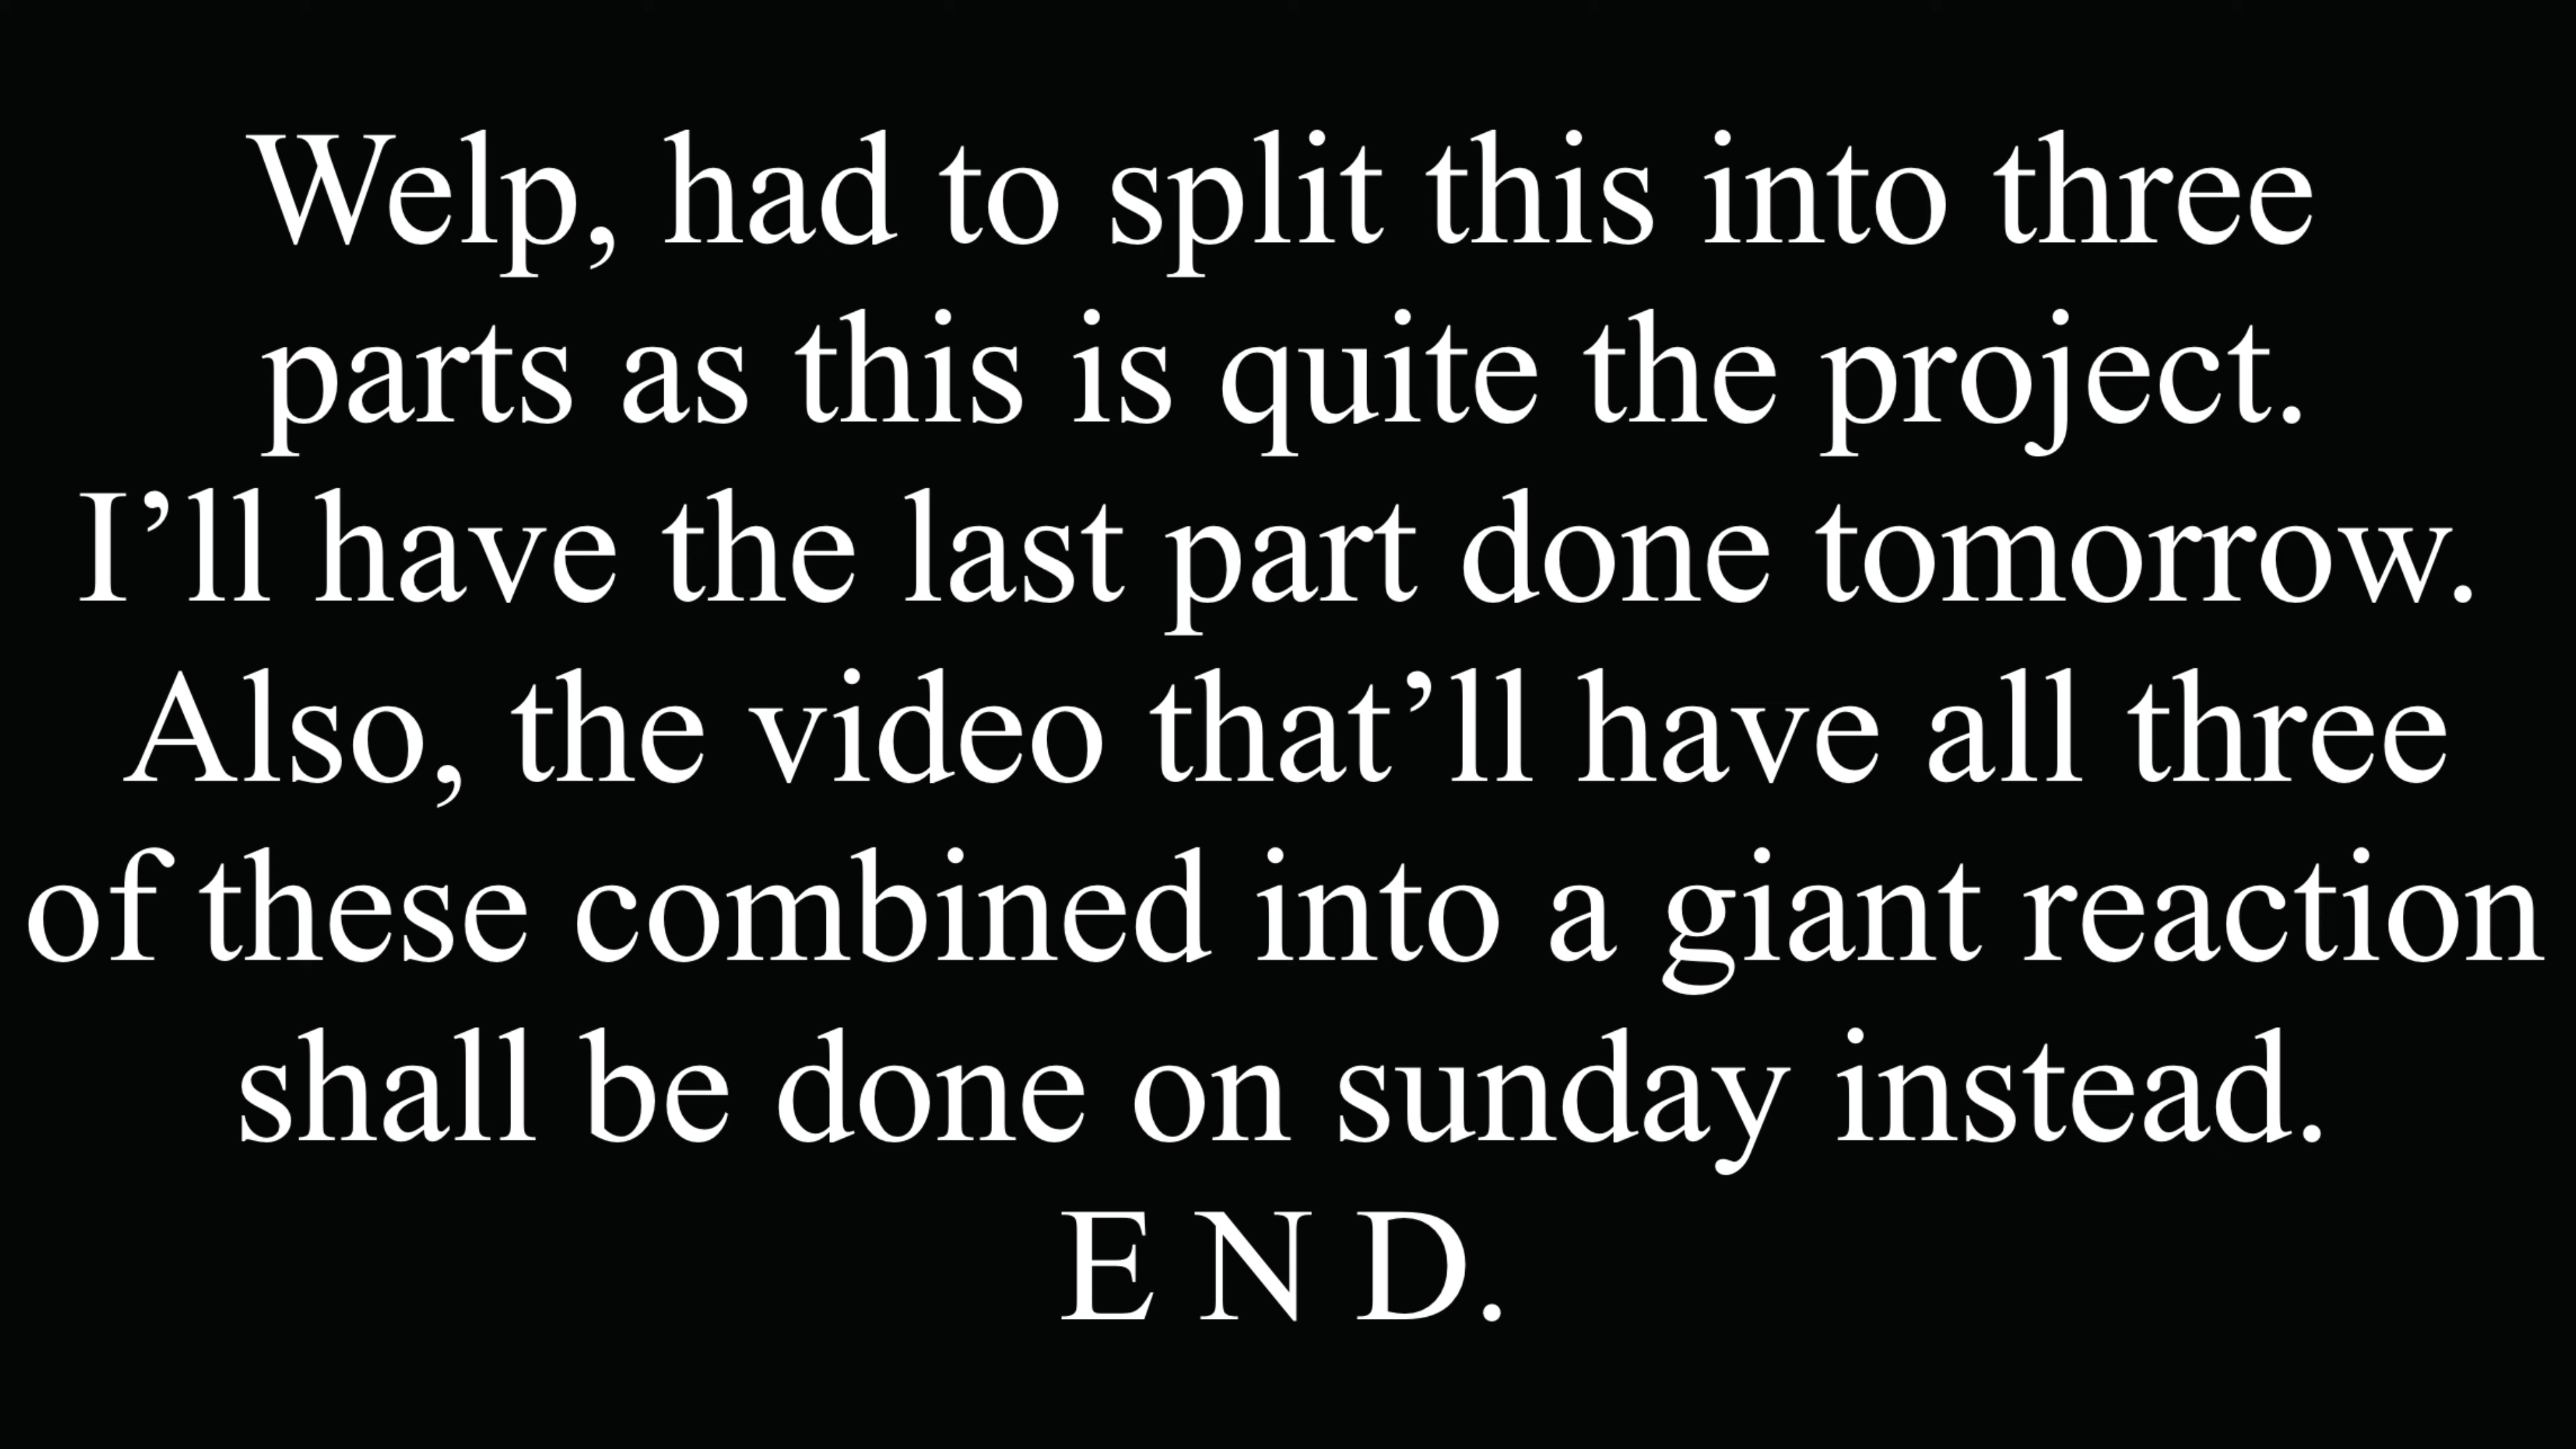 Welp, had to split this into three
parts as this is quite the project.
I’ll have the last part done tomorrow.
Also, the video that’ll have all three
of these combined into a giant reaction
shall be done on sunday instead.
E N D.